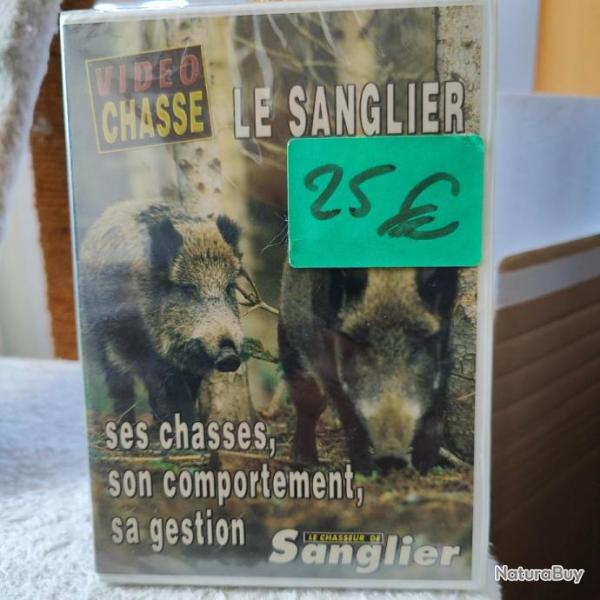 VIDEO
CHASSE
LE SANGLIER
25 €
ses chasses,
son comportement,
sa gestion
LE CHASSEUR DE
Sanglier
NaturaBuy